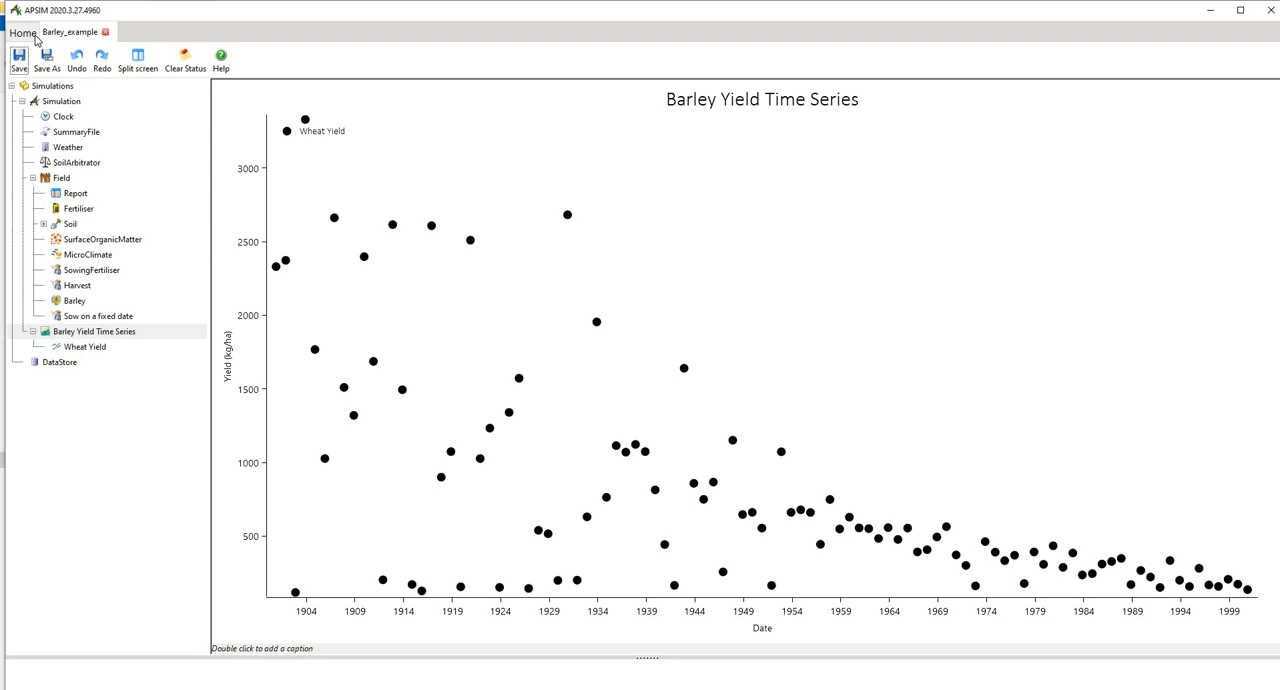 APSIM 2020.3.27.4960
Home Barley_example
Save Save As Undo Redo Split screen Clear Status Help
Simulations
Simulation
Clock
SummaryFile
Weather
SoilArbitrator
Field
Report
Fertiliser
Soil
SurfaceOrganicMatter
MicroClimate
SowingFertiliser
Harvest
Barley
Sow on a fixed date
Barley Yield Time Series
Wheat Yield
DataStore
Barley Yield Time Series
Wheat Yield
3000
2500
2000
1500
1000
500
Yield (kg/ha)
1904 1909 1914 1919 1924 1929 1934 1939 1944 1949 1954 1959 1964 1969 1974 1979 1984 1989 1994 1999
Date
Double click to add a caption